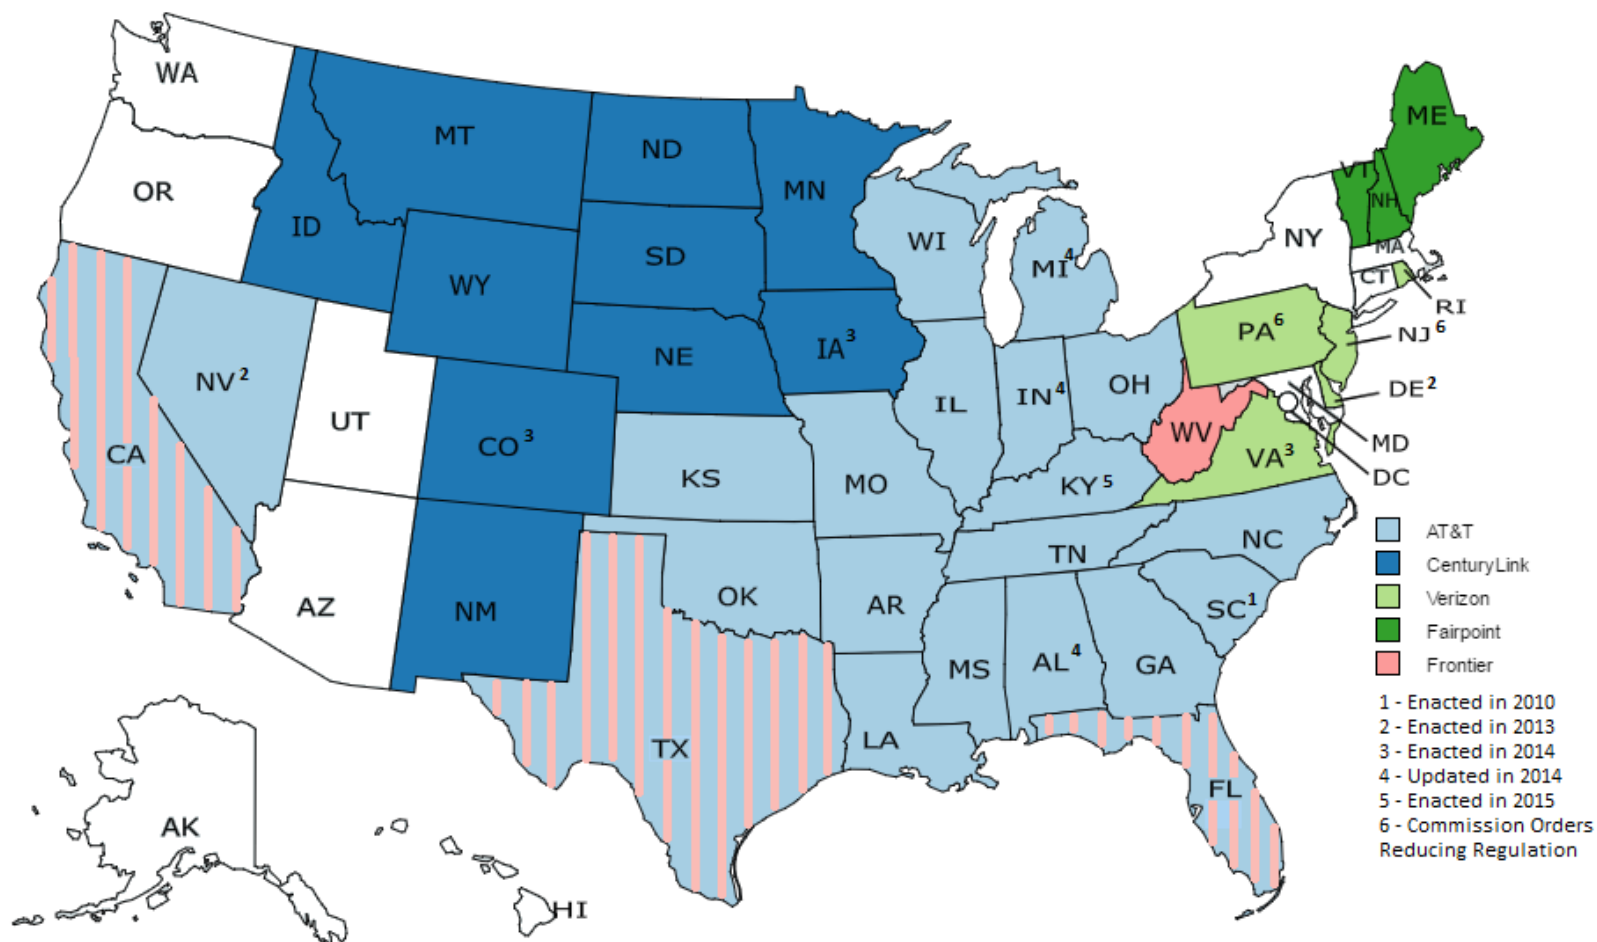 WA
MT
ND
MN
OR
ID
SD
WY
WI
MI4
ME
VT
NH
NY
MA
CT
RI
NV2
UT
CO3
NE
IA3
IL
IN4
OH
PA6
NJ6
DE2
MD
DC
WV
VA3
CA
KS
MO
KY5
AZ
NM
OK
AR
TN
NC
SC1
MS
AL4
GA
TX
LA
FL
AK
HI
AT&T
CenturyLink
Verizon
Fairpoint
Frontier
1 - Enacted in 2010
2 - Enacted in 2013
3 - Enacted in 2014
4 - Updated in 2014
5 - Enacted in 2015
6 - Commission Orders
Reducing Regulation